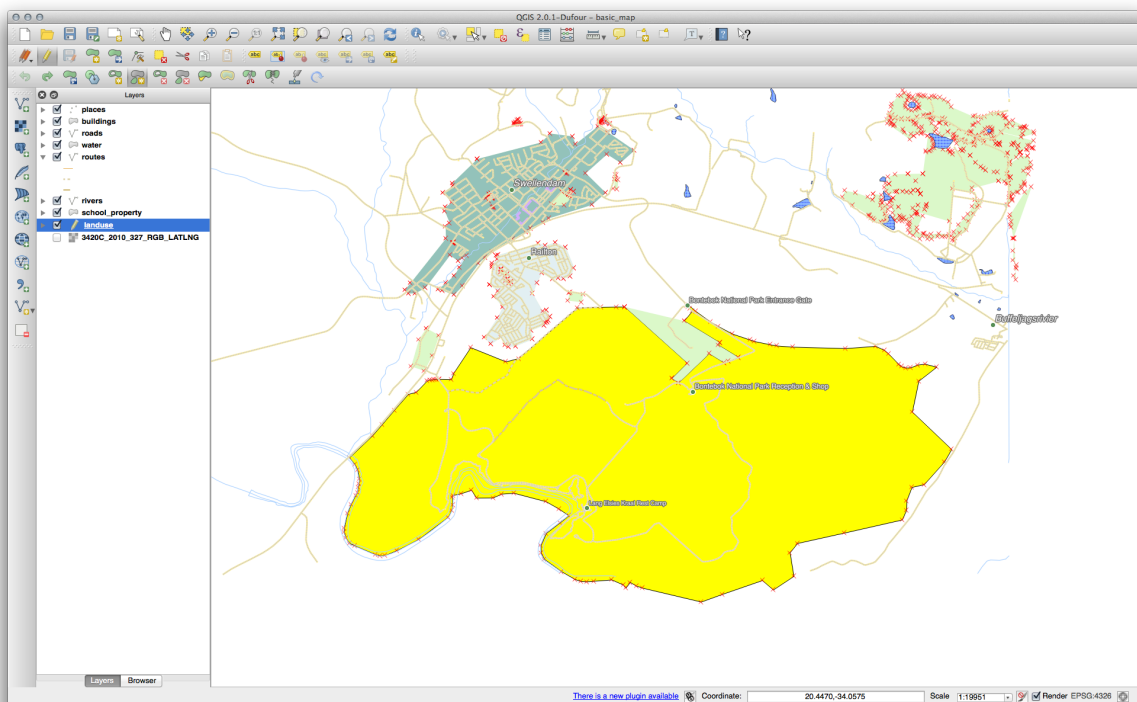 QGIS 2.0.1-Dufour - basic_map
Layers
places
buildings
roads
water
routes
rivers
school_property
landuse
3420C_2010_327_RGB_LATLNG
Swellendam
Railton
Bontebok National Park Entrance Gate
Buffeljagsrivier
Bontebok National Park Reception & Shop
Lang Elsies Kraal Rest Camp
Layers Browser
There is a new plugin available Coordinate: 20.4470,-34.0575 Scale 1:19951 Render EPSG:4326